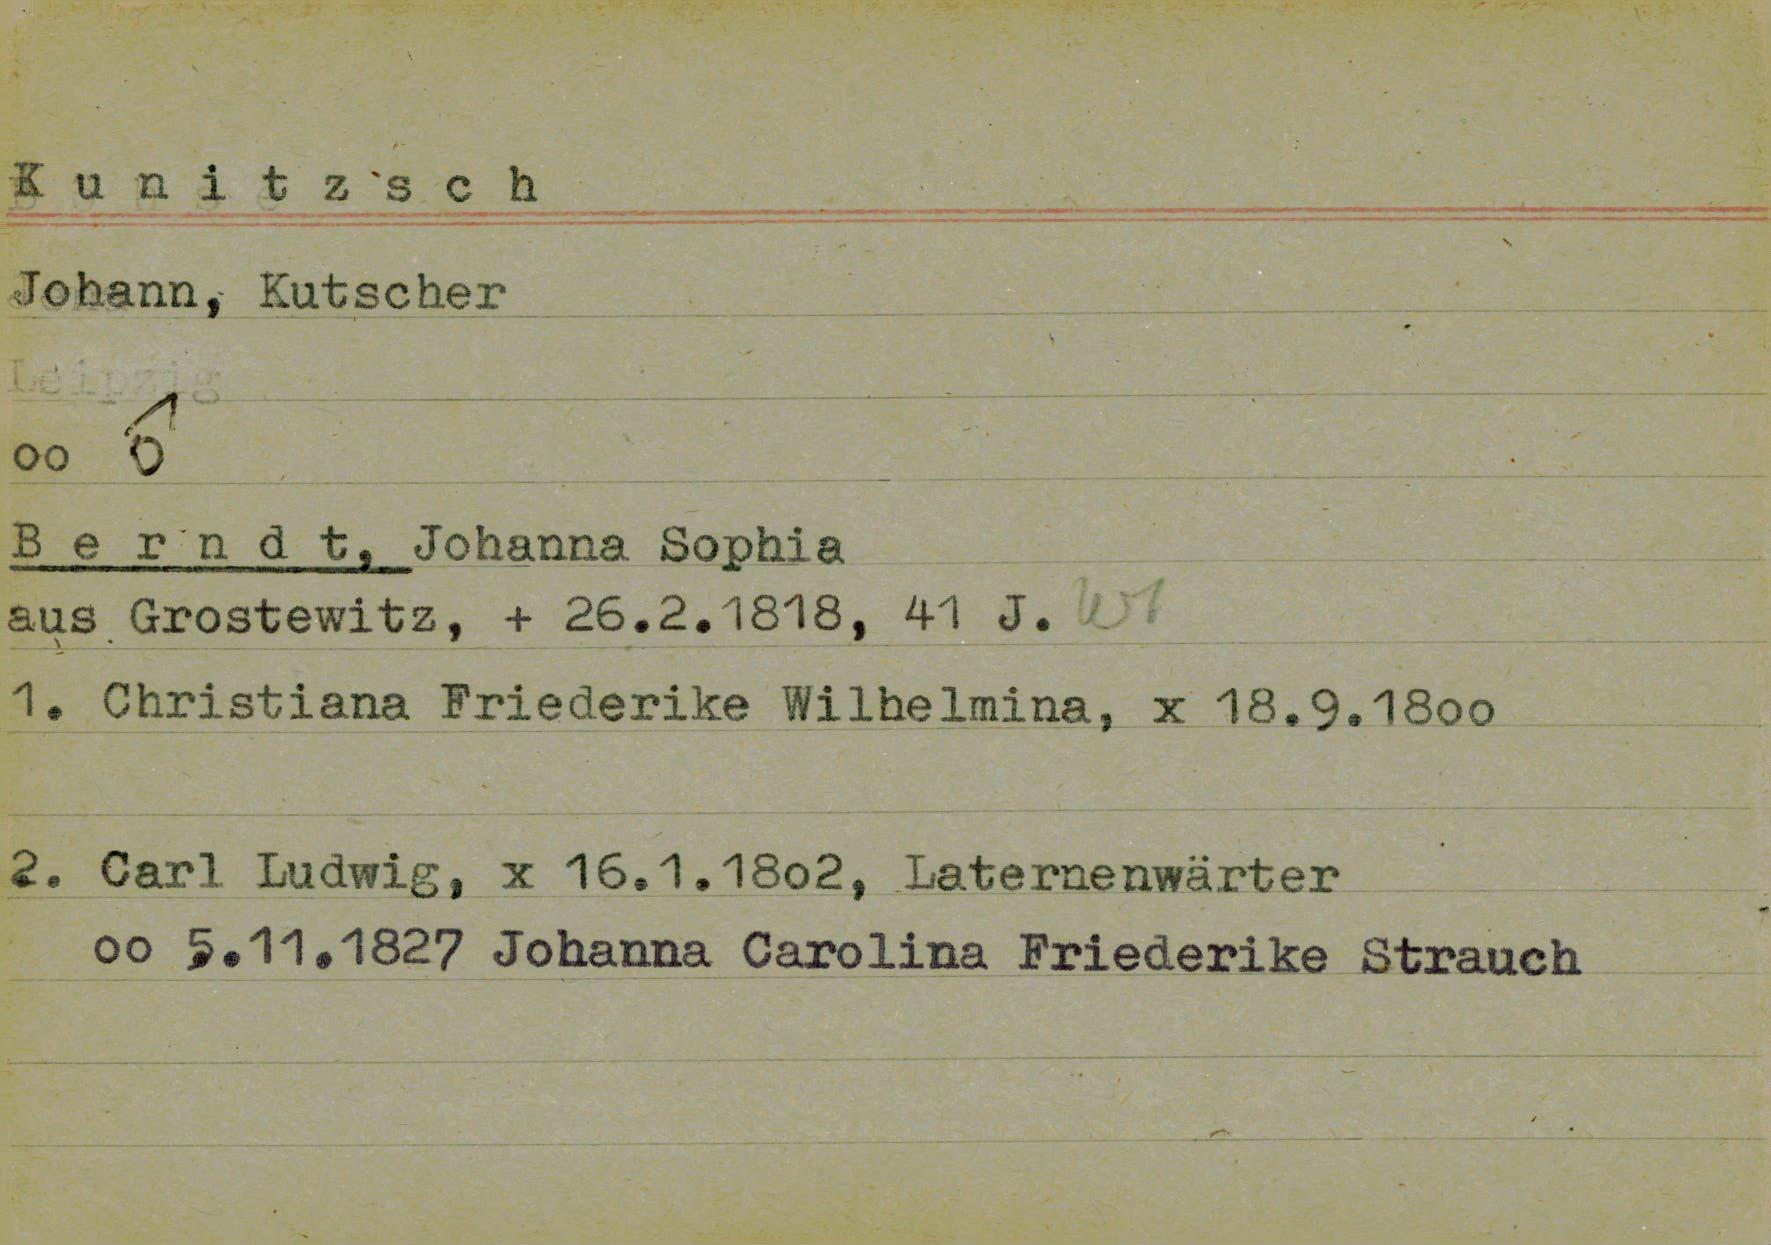 K u n i t z s c h
Johann, Kutscher
Leipzig
oo
B e r n d t, Johanna Sophia
aus Grostewitz, + 26.2.1818, 41 J.
1. Christiana Friederike Wilhelmina, x 18.9.18oo
2. Carl Ludwig, x 16.1.18o2, Laternenwärter
oo 5.11.1827 Johanna Carolina Friederike Strauch